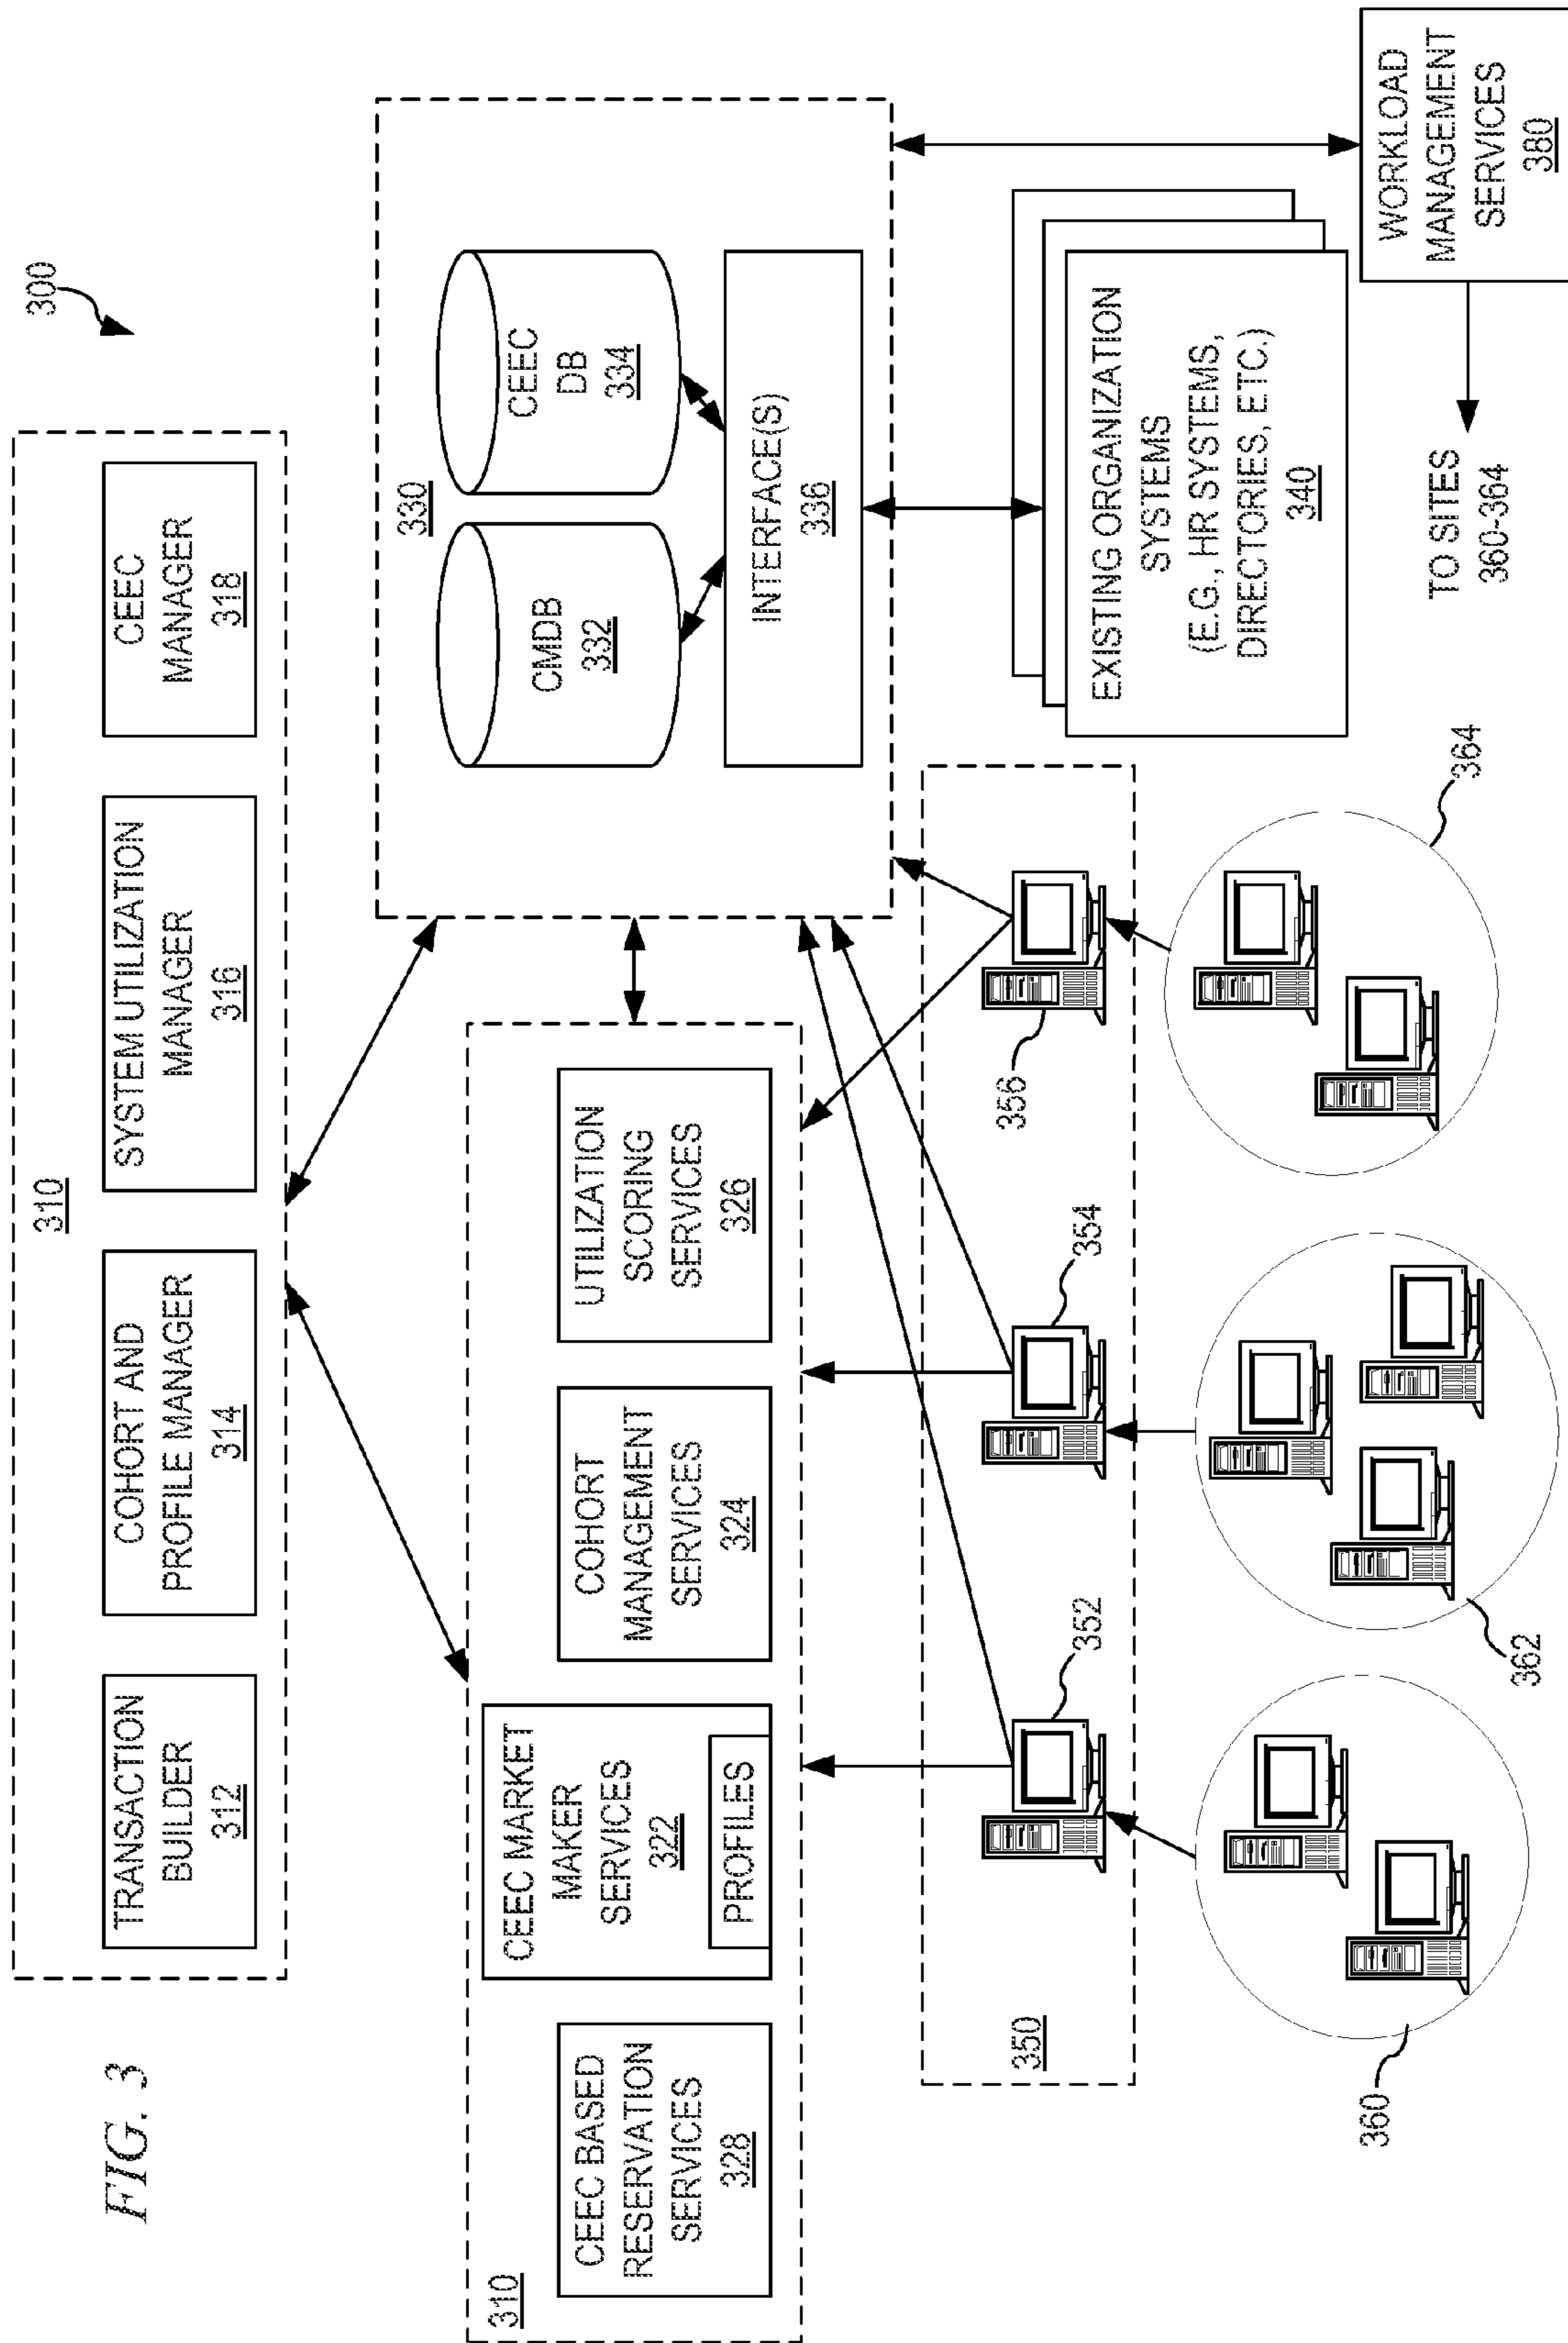 FIG. 3
300
310
TRANSACTION
BUILDER
312
COHORT AND
PROFILE MANAGER
314
SYSTEM UTILIZATION
MANAGER
316
CEEC
MANAGER
318
310
CEEC BASED
RESERVATION
SERVICES
328
CEEC MARKET
MAKER
SERVICES
322
PROFILES
COHORT
MANAGEMENT
SERVICES
324
UTILIZATION
SCORING
SERVICES
326
330
CMDB
332
CEEC
DB
334
INTERFACE(S)
336
350
352
354
356
EXISTING ORGANIZATION
SYSTEMS
(E.G., HR SYSTEMS,
DIRECTORIES, ETC.)
340
360
362
364
TO SITES
360-364
WORKLOAD
MANAGEMENT
SERVICES
380